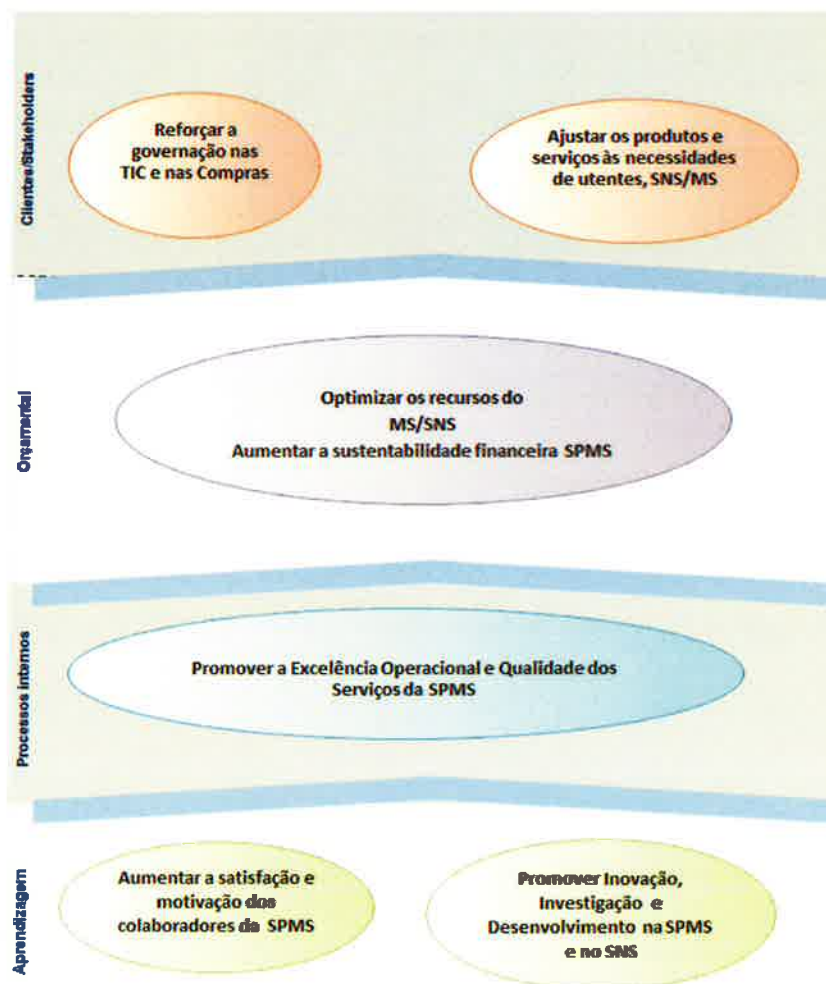 Clientes/Stakeholders
Reforçar a
governação nas
TIC e nas Compras
Ajustar os produtos e
serviços às necessidades
de utentes, SNS/MS
Orçamental
Optimizar os recursos do
MS/SNS
Aumentar a sustentabilidade financeira SPMS
Processos internos
Promover a Excelência Operacional e Qualidade dos
Serviços da SPMS
Aprendizagem
Aumentar a satisfação e
motivação dos
colaboradores da SPMS
Promover Inovação,
Investigação e
Desenvolvimento na SPMS
e no SNS